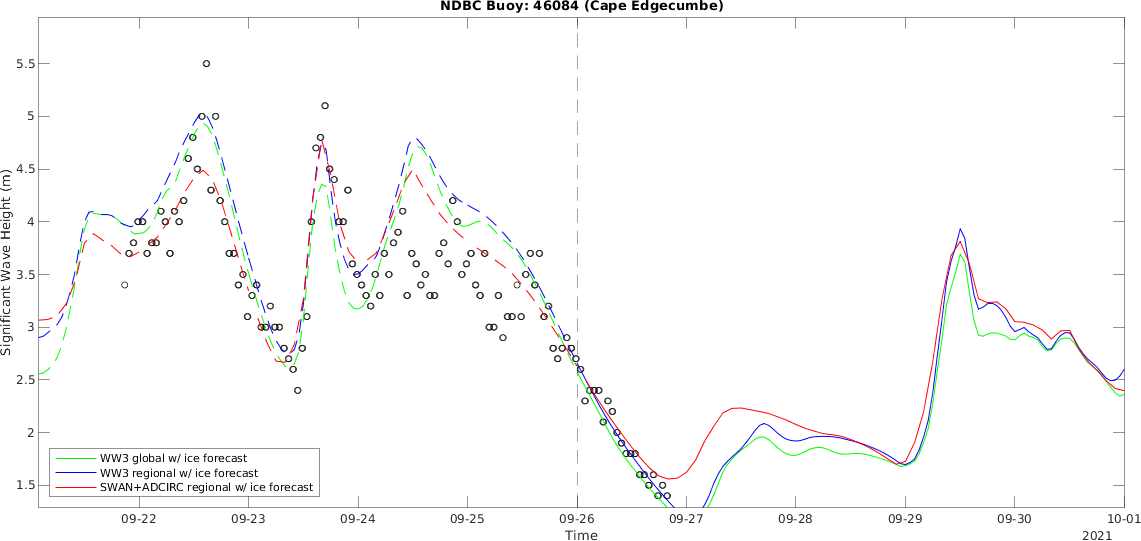 NDBC Buoy: 46084 (Cape Edgecumbe)
Significant Wave Height (m)
5.5
5
4.5
4
3.5
3
2.5
2
1.5
WW3 global w/ ice forecast
WW3 regional w/ ice forecast
SWAN+ADCIRC regional w/ ice forecast
09-22 09-23 09-24 09-25 09-26 09-27 09-28 09-29 09-30 10-01
Time
2021